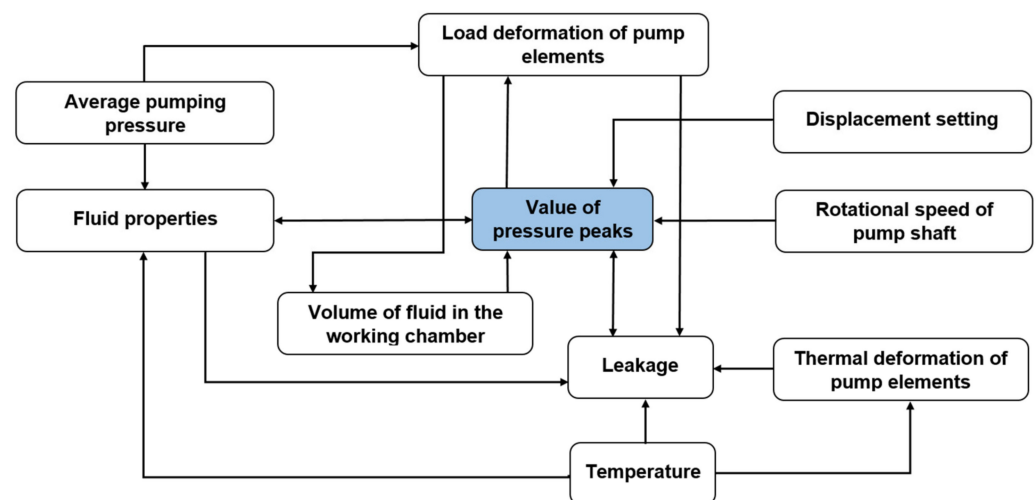 Load deformation of pump
elements
Average pumping
pressure
Displacement setting
Fluid properties
Value of
pressure peaks
Rotational speed of
pump shaft
Volume of fluid in the
working chamber
Leakage
Thermal deformation of
pump elements
Temperature